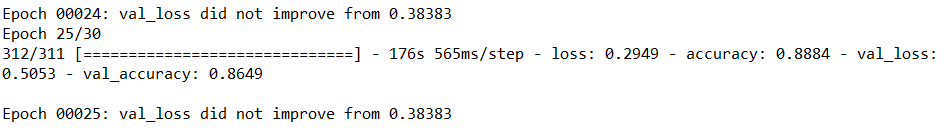 Epoch 00024: val_loss did not improve from 0.38383
Epoch 25/30
312/311 [==============================] - 176s 565ms/step - loss: 0.2949 - accuracy: 0.8884 - val_loss:
0.5053 - val_accuracy: 0.8649
Epoch 00025: val_loss did not improve from 0.38383